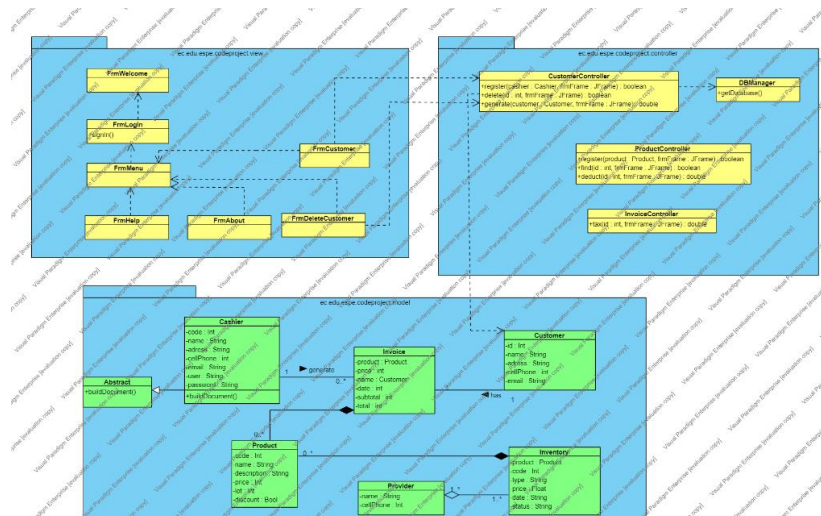 ec.edu.espe.codeproject.view
FrmWelcome
FrmLogin
+signIn()
FrmMenu
FrmCustomer
FrmHelp
FrmAbout
FrmDeleteCustomer
ec.edu.espe.codeproject.controller
CustomerController
+register(cashier : Cashier, frmFrame : JFrame) : boolean
+delete(id : int, frmFrame : JFrame) : boolean
+generate(customer : Customer, frmFrame : JFrame) : double
DBManager
+getDatabase()
ProductController
+register(product : Product, frmFrame : JFrame) : boolean
+find(id : int, frmFrame : JFrame) : boolean
+deduct(id : int, frmFrame : JFrame) : double
InvoiceController
+tax(id : int, frmFrame : JFrame) : double
ec.edu.espe.codeproject.model
Cashier
-code : Int
-name : String
-adress : String
-cellPhone : int
-email : String
-user : String
-password : String
+buildDocument()
Abstract
+buildDocument()
1
generate
0..*
Invoice
-product : Product
-price : int
-name : Customer
-date : int
-subtotal : int
-total : int
has
1
Customer
-id : Int
-name : String
-adress : String
-cellPhone : int
-email : String
0..*
Product
-code : Int
-name : String
-description : String
-price : Int
-lot : Int
-discount : Bool
0..*
Inventory
-product : Product
-code : Int
-type : String
-price : Float
-date : String
-status : String
Provider
-name : String
-cellPhone : Int
1..*
1..*
Visual Paradigm Enterprise [evaluation copy]